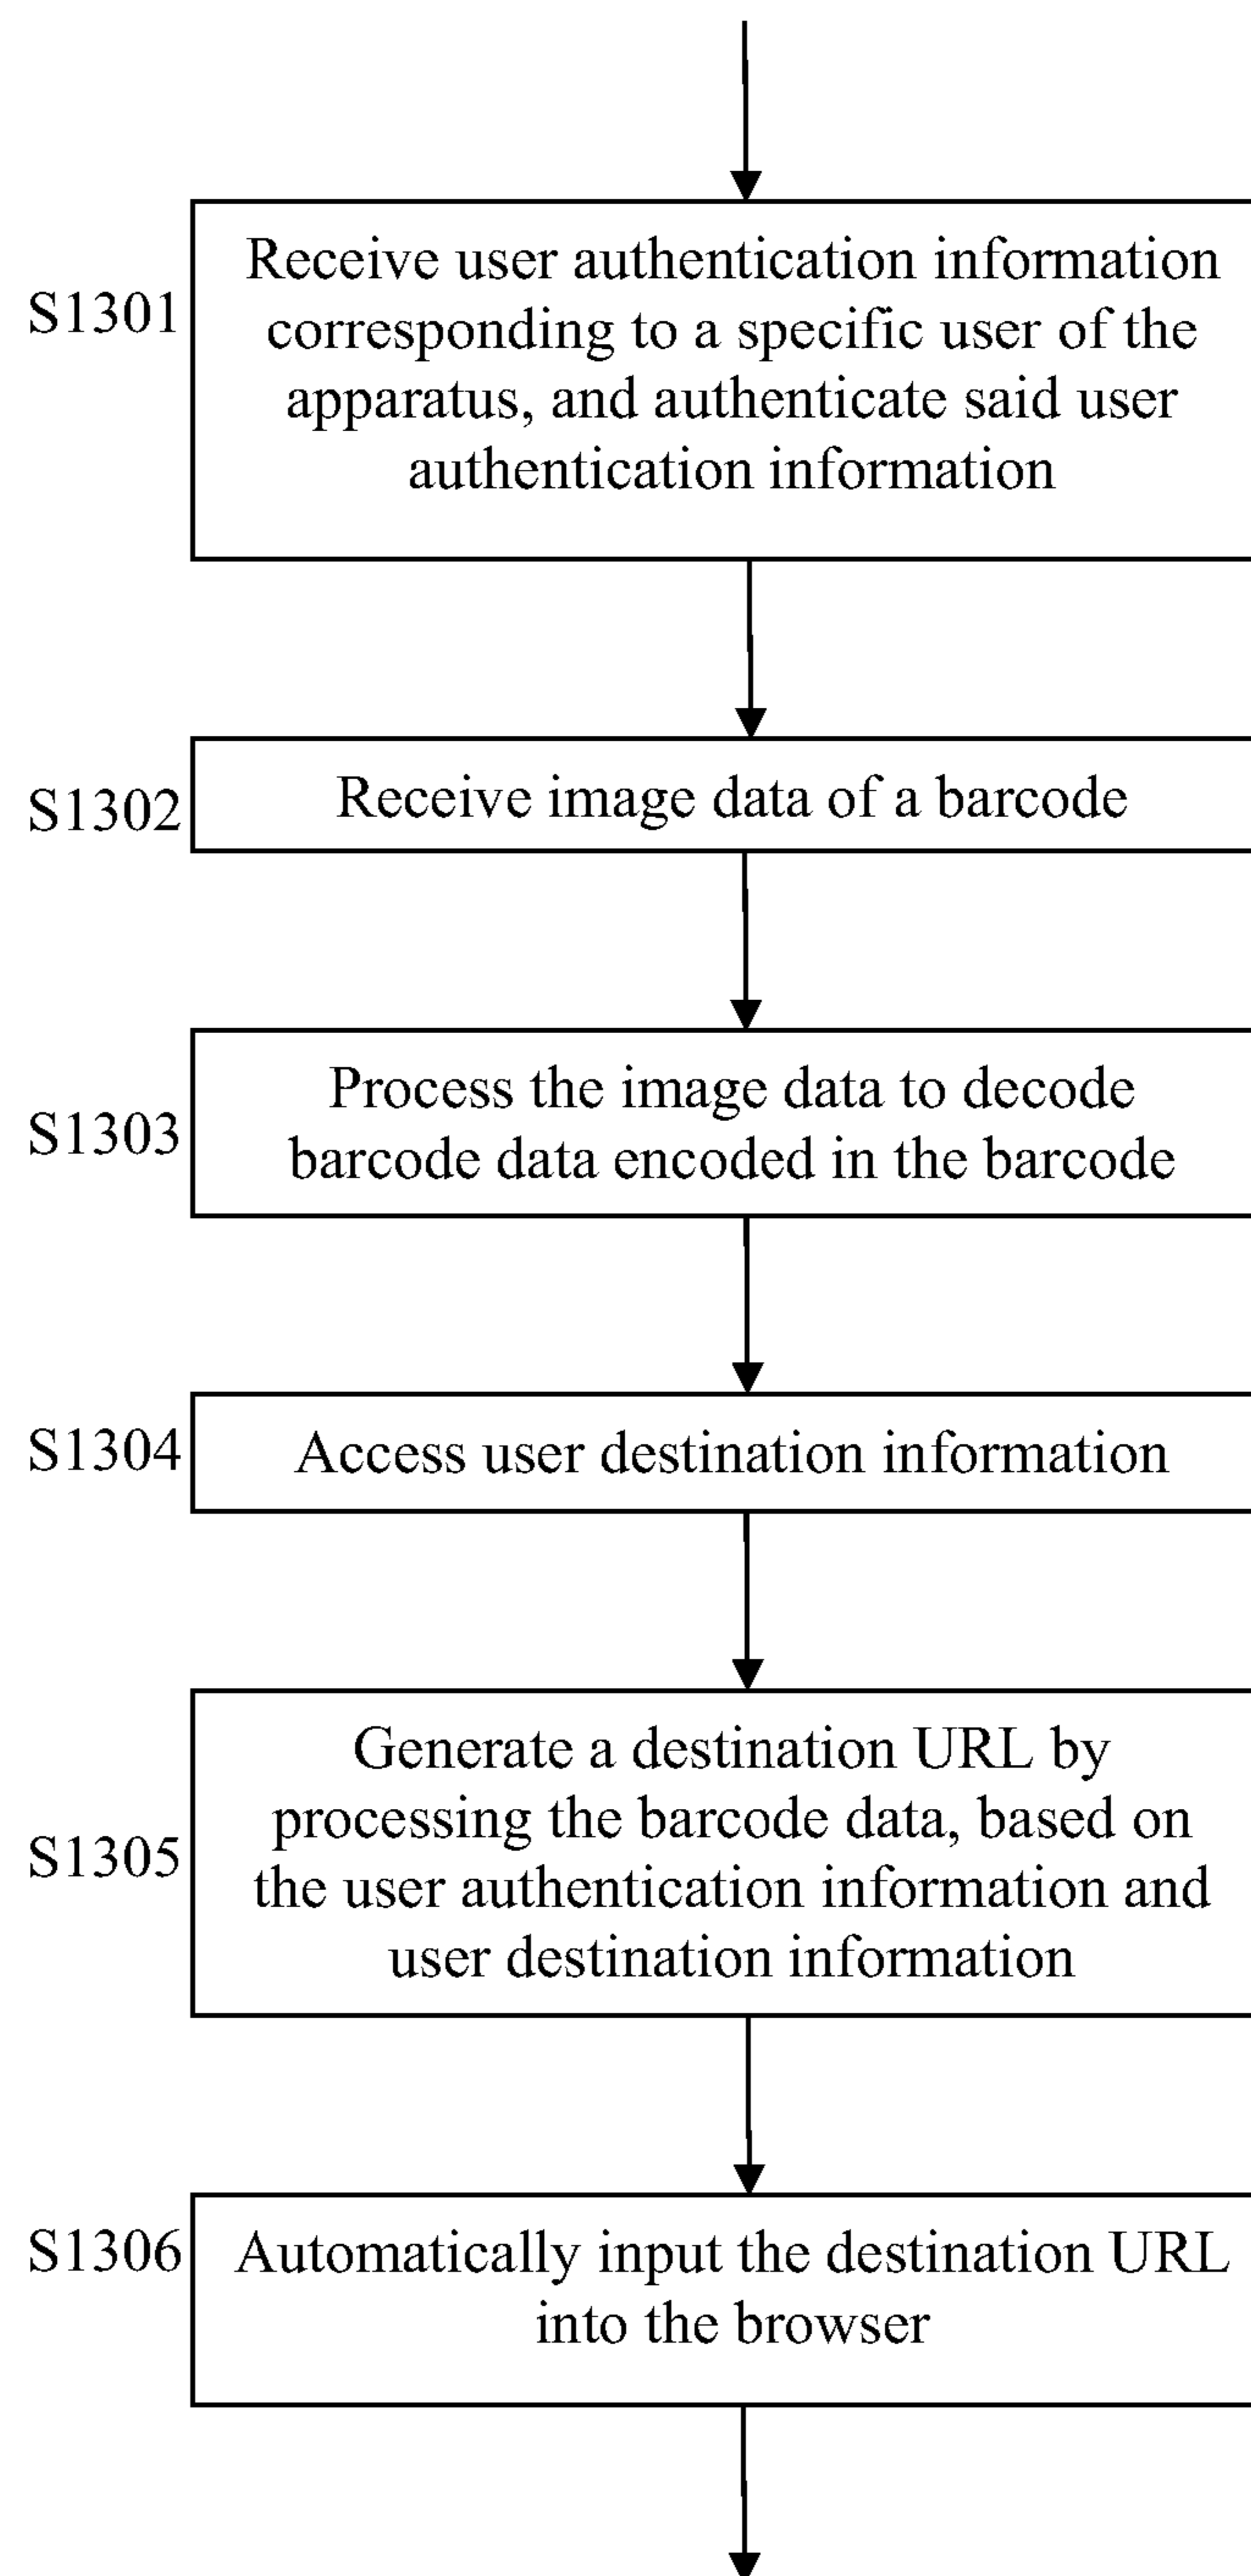 S1301
Receive user authentication information
corresponding to a specific user of the
apparatus, and authenticate said user
authentication information
S1302
Receive image data of a barcode
S1303
Process the image data to decode
barcode data encoded in the barcode
S1304
Access user destination information
S1305
Generate a destination URL by
processing the barcode data, based on
the user authentication information and
user destination information
S1306
Automatically input the destination URL
into the browser